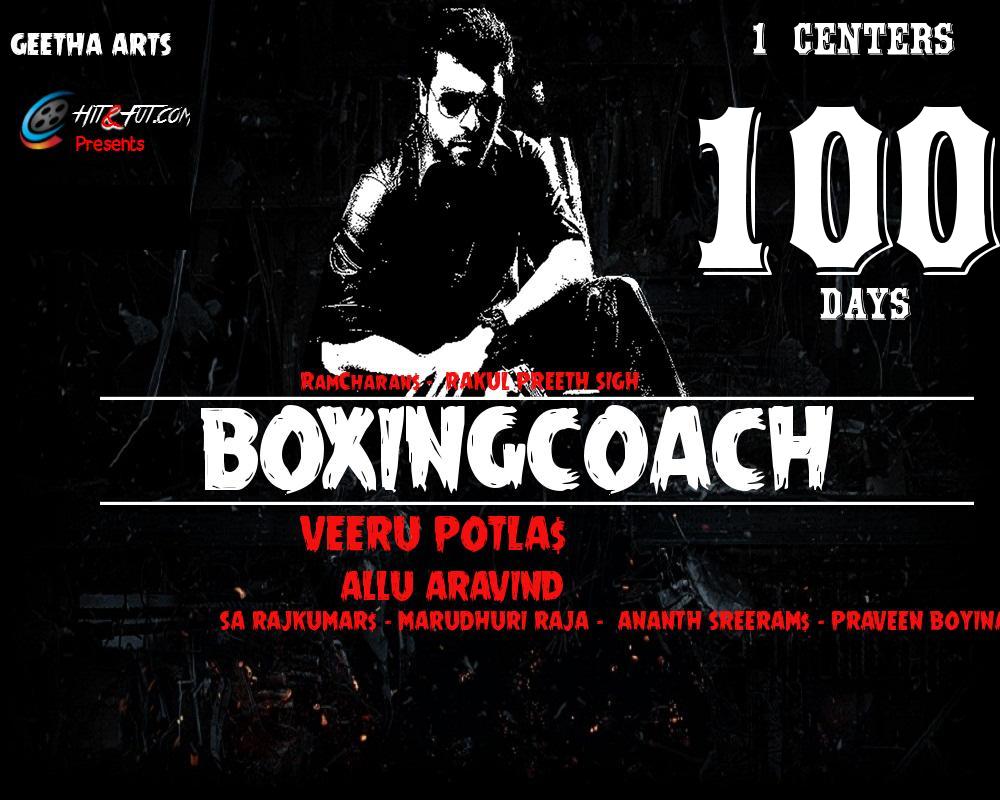 GEETHA ARTS
HIT&FUT.COM
Presents
1 CENTERS
100
DAYS
RAMCHARAN$ - RAKUL PREETH SIGH
BOXINGCOACH
VEERU POTLA$
ALLU ARAVIND
SA RAJKUMAR$ - MARUDHURI RAJA - ANANTH SREERAM$ - PRAVEEN BOYINA